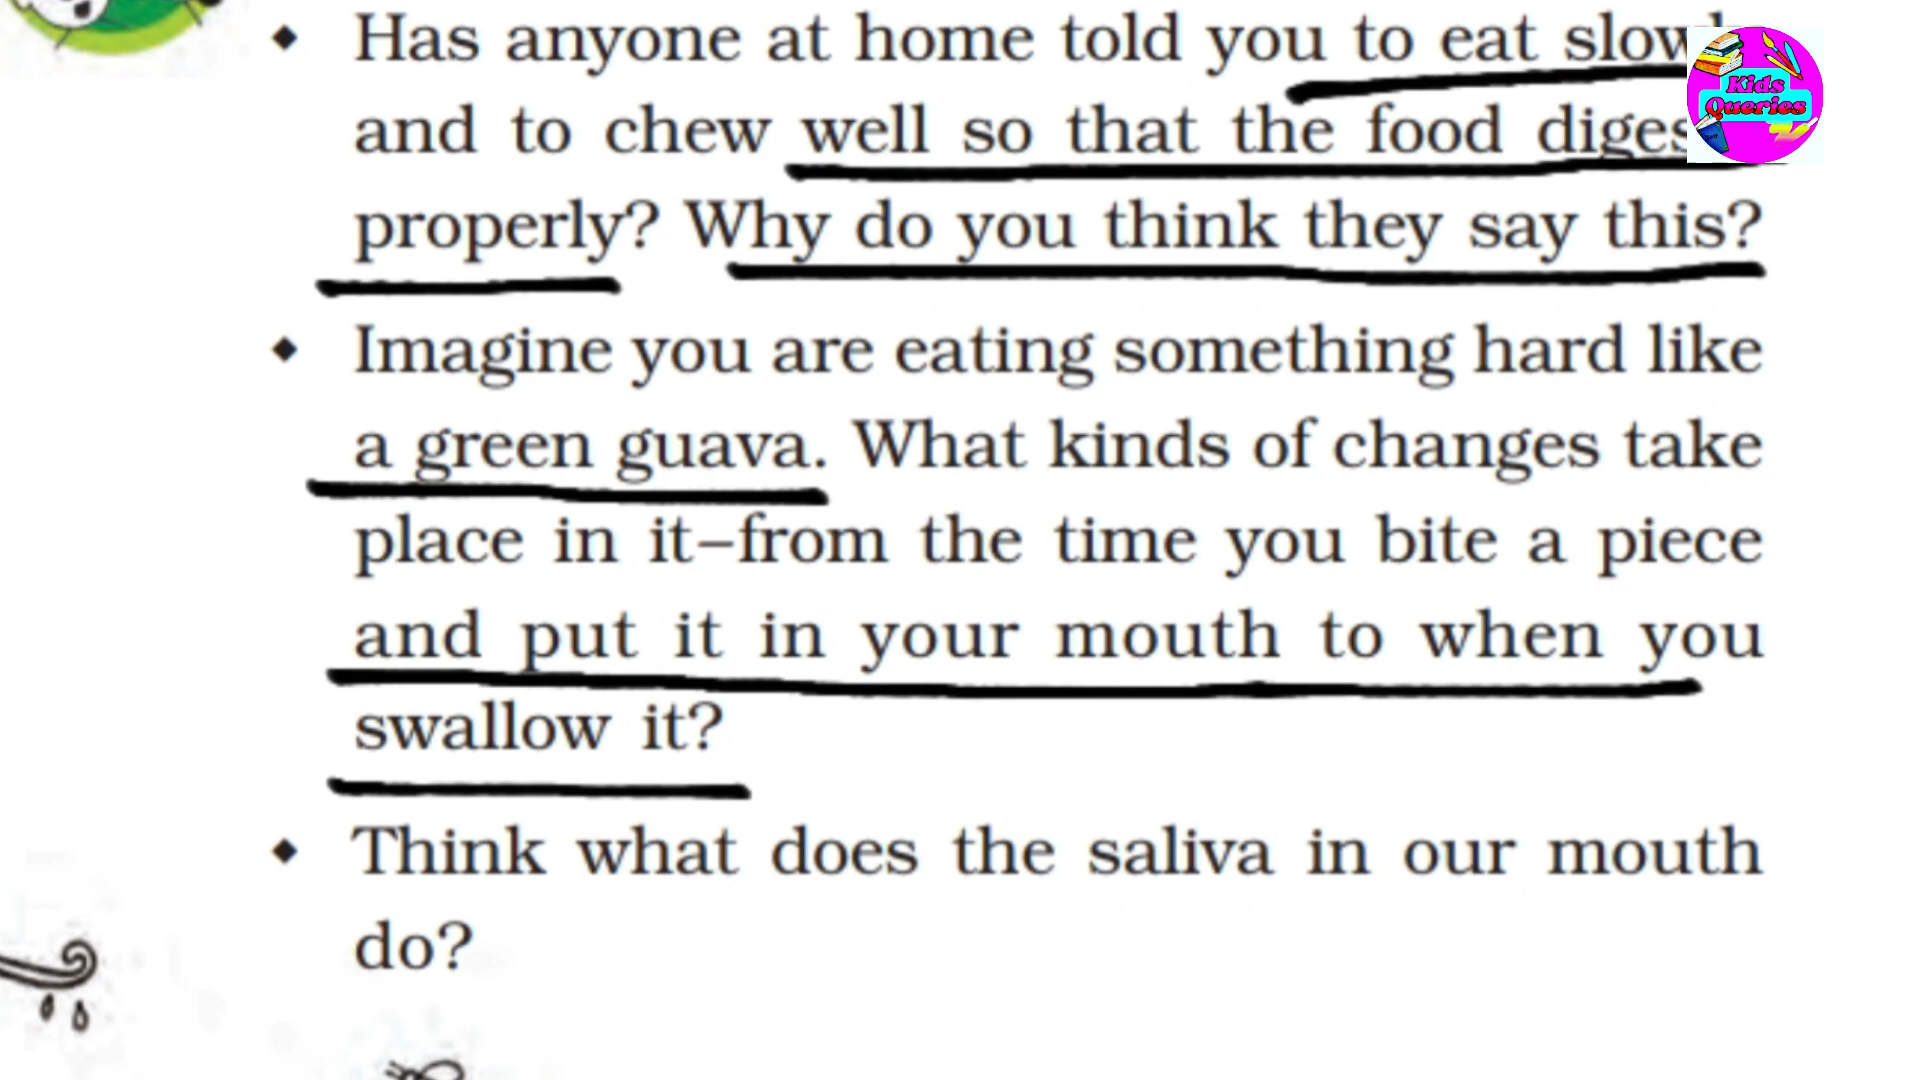 ◆ Has anyone at home told you to eat
and to chew well so that the food
properly? Why do you think they say this?
◆ Imagine you are eating something hard like
a green guava. What kinds of changes take
place in it–from the time you bite a piece
and put it in your mouth to when you
swallow it?
◆ Think what does the saliva in our mouth
do?
Kids
Queries